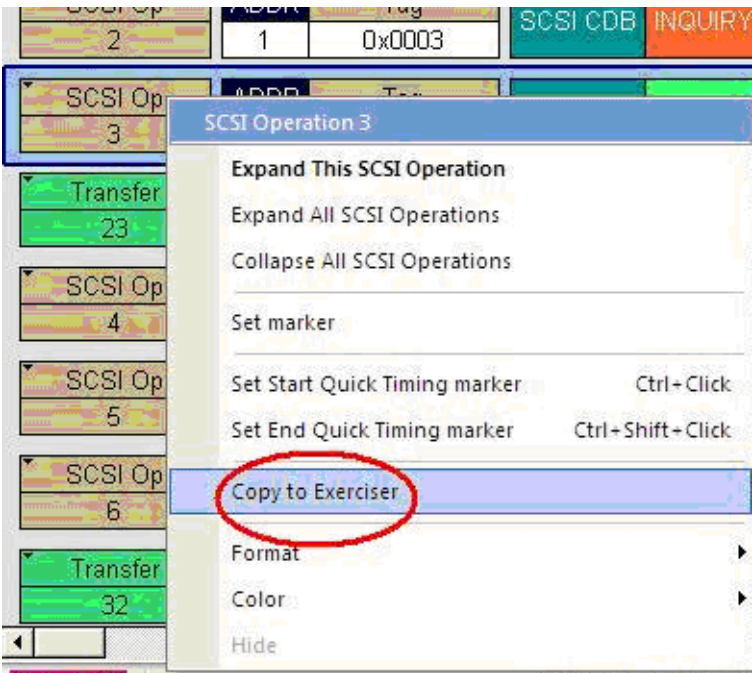 SCSI Op ADDR Tag
2 1 0x0003 SCSI CDB INQUIRY
SCSI Op ADDR Tag
3
SCSI Operation 3
Expand This SCSI Operation
Transfer
23
Expand All SCSI Operations
Collapse All SCSI Operations
SCSI Op
4
Set marker
SCSI Op
5
Set Start Quick Timing marker Ctrl+Click
Set End Quick Timing marker Ctrl+Shift+Click
SCSI Op
6
Copy to Exerciser
Transfer
32
Format
Color
Hide